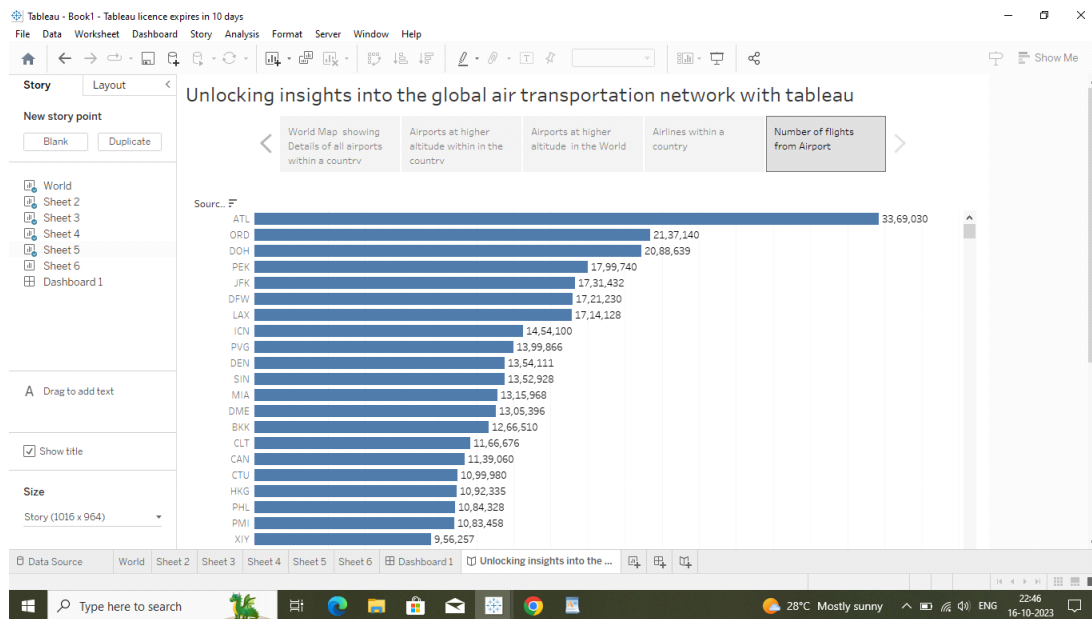 Tableau - Book1 - Tableau licence expires in 10 days
File Data Worksheet Dashboard Story Analysis Format Server Window Help
Show Me
Story Layout
New story point
Blank Duplicate
World
Sheet 2
Sheet 3
Sheet 4
Sheet 5
Sheet 6
Dashboard 1
A Drag to add text
Show title
Size
Story (1016 x 964)
Unlocking insights into the global air transportation network with tableau
World Map showing
Details of all airports
within a country
Airports at higher
altitude within in the
country
Airports at higher
altitude in the World
Airlines within a
country
Number of flights
from Airport
Sourc..
ATL 33,69,030
ORD 21,37,140
DOH 20,88,639
PEK 17,99,740
JFK 17,31,432
DFW 17,21,230
LAX 17,14,128
ICN 14,54,100
PVG 13,99,866
DEN 13,54,111
SIN 13,52,928
MIA 13,15,968
DME 13,05,396
BKK 12,66,510
CLT 11,66,676
CAN 11,39,060
CTU 10,99,980
HKG 10,92,335
PHL 10,84,328
PMI 10,83,458
XIY 9,56,257
Data Source World Sheet 2 Sheet 3 Sheet 4 Sheet 5 Sheet 6 Dashboard 1 Unlocking insights into the ...
Type here to search
28°C Mostly sunny
ENG
22:46
16-10-2023